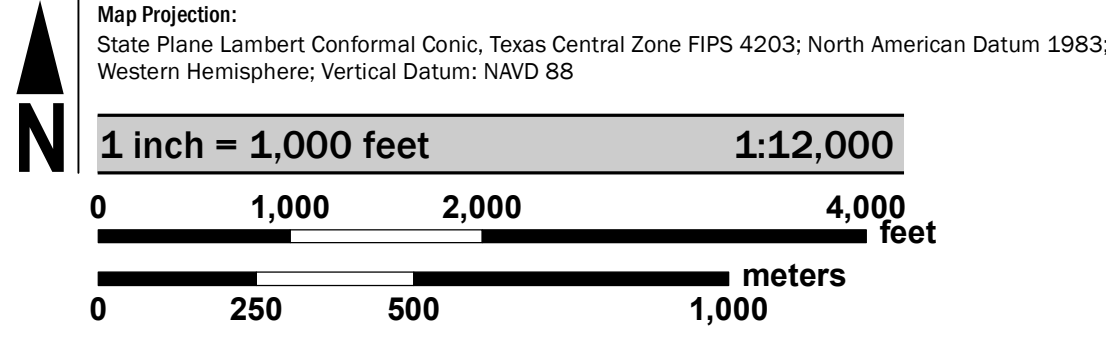 Map Projection:
State Plane Lambert Conformal Conic, Texas Central Zone FIPS 4203; North American Datum 1983;
Western Hemisphere; Vertical Datum: NAVD 88
N
1 inch = 1,000 feet 1:12,000
0 1,000 2,000 4,000
feet
meters
0 250 500 1,000